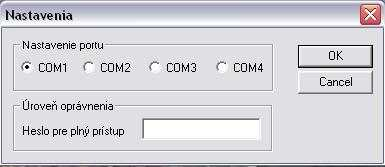 Nastavenia
Nastavenie portu
COM1 COM2 COM3 COM4
OK
Cancel
Úroveň oprávnenia
Heslo pre plný prístup